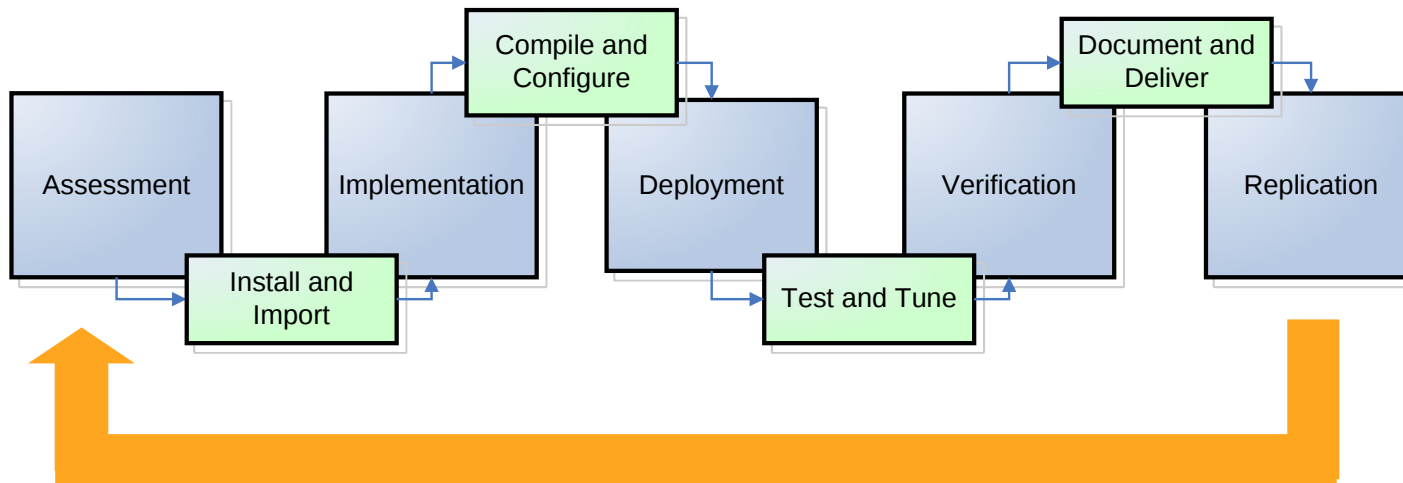 Compile and
Configure
Document and
Deliver
Assessment
Implementation
Deployment
Verification
Replication
Install and
Import
Test and Tune